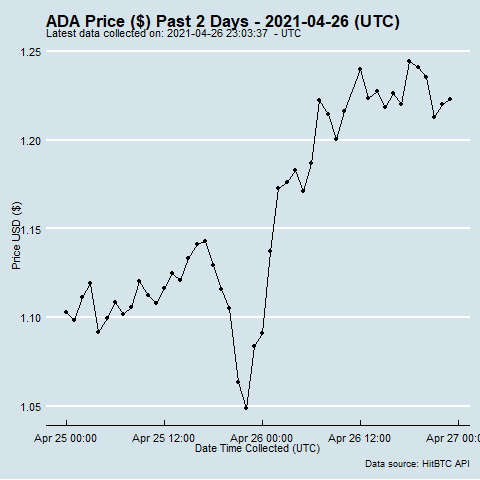 ADA Price ($) Past 2 Days - 2021-04-26 (UTC)
Latest data collected on: 2021-04-26 23:03:37 - UTC
1.25
1.20
1.15
1.10
1.05
Price USD ($)
Apr 25 00:00
Apr 25 12:00
Apr 26 00:00
Apr 26 12:00
Apr 27 00:0
Date Time Collected (UTC)
Data source: HitBTC API